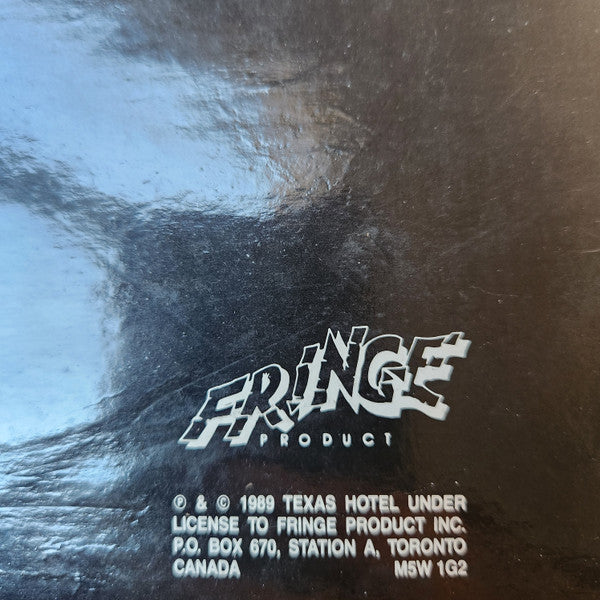 FRINGE
PRODUCT
℗ & © 1989 TEXAS HOTEL UNDER
LICENSE TO FRINGE PRODUCT INC.
P.O. BOX 670, STATION A, TORONTO
CANADA M5W 1G2